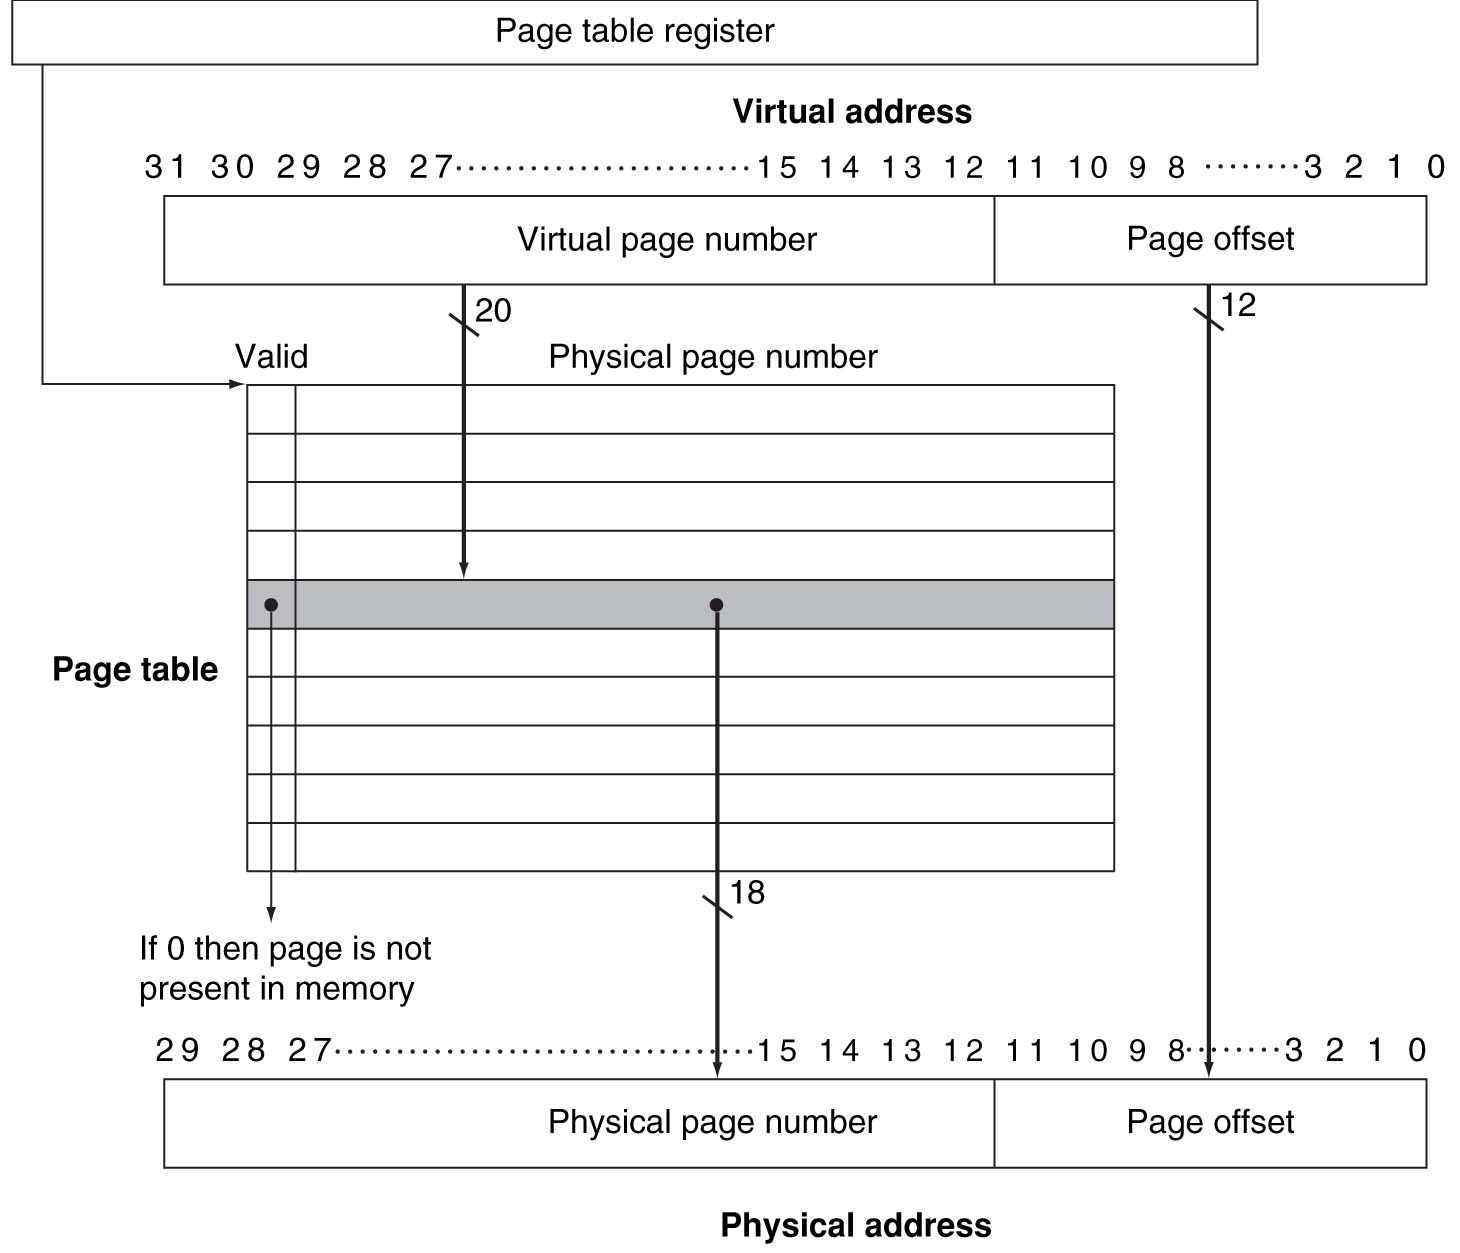 Page table register
Virtual address
31 30 29 28 27························15 14 13 12 11 10 9 8 ········3 2 1 0
Virtual page number Page offset
20 12
Valid Physical page number
Page table
18
If 0 then page is not
present in memory
29 28 27·································15 14 13 12 11 10 9 8········3 2 1 0
Physical page number Page offset
Physical address